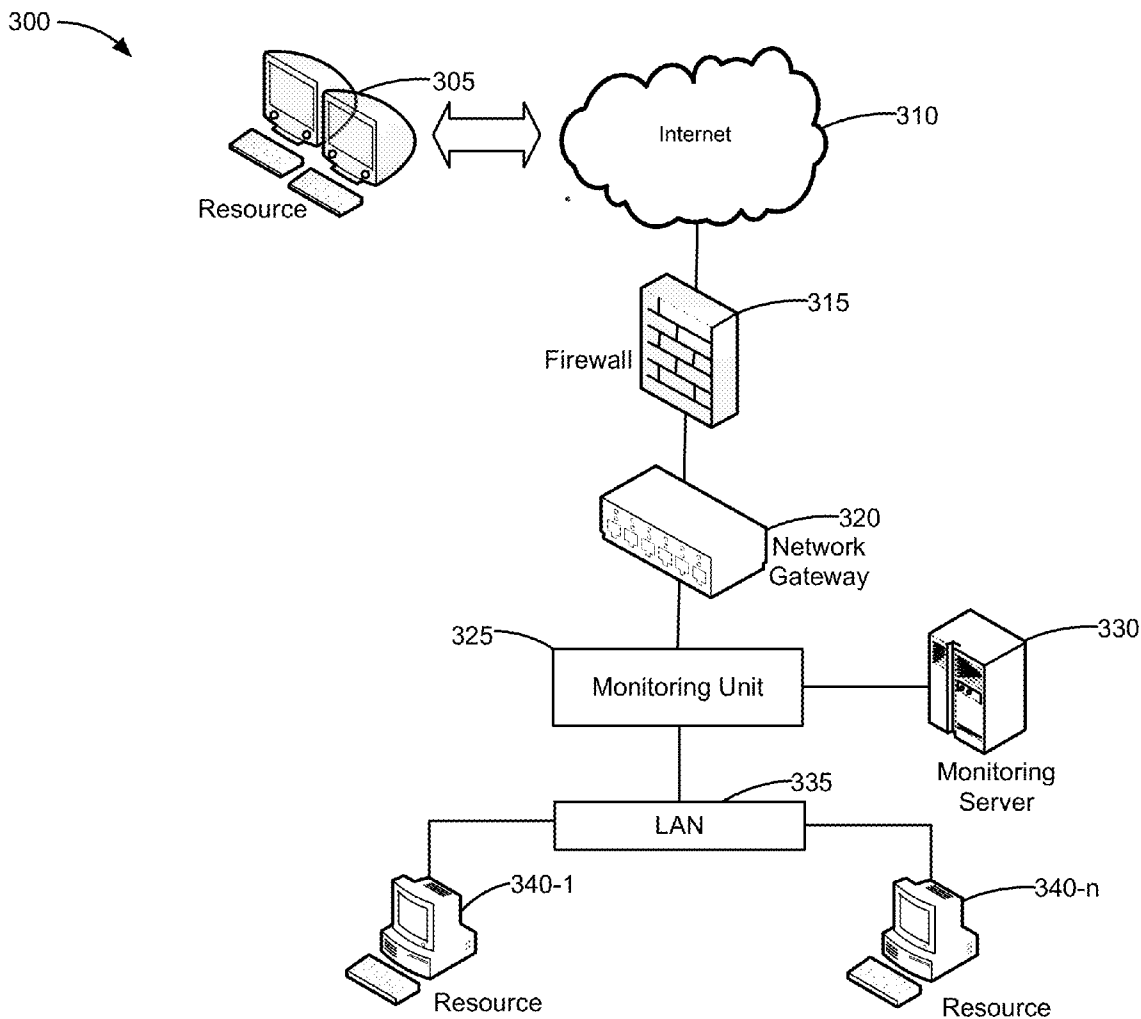 300
305
Resource
Internet
310
315
Firewall
320
Network
Gateway
325
Monitoring Unit
330
Monitoring
Server
335
LAN
340-1
Resource
340-n
Resource